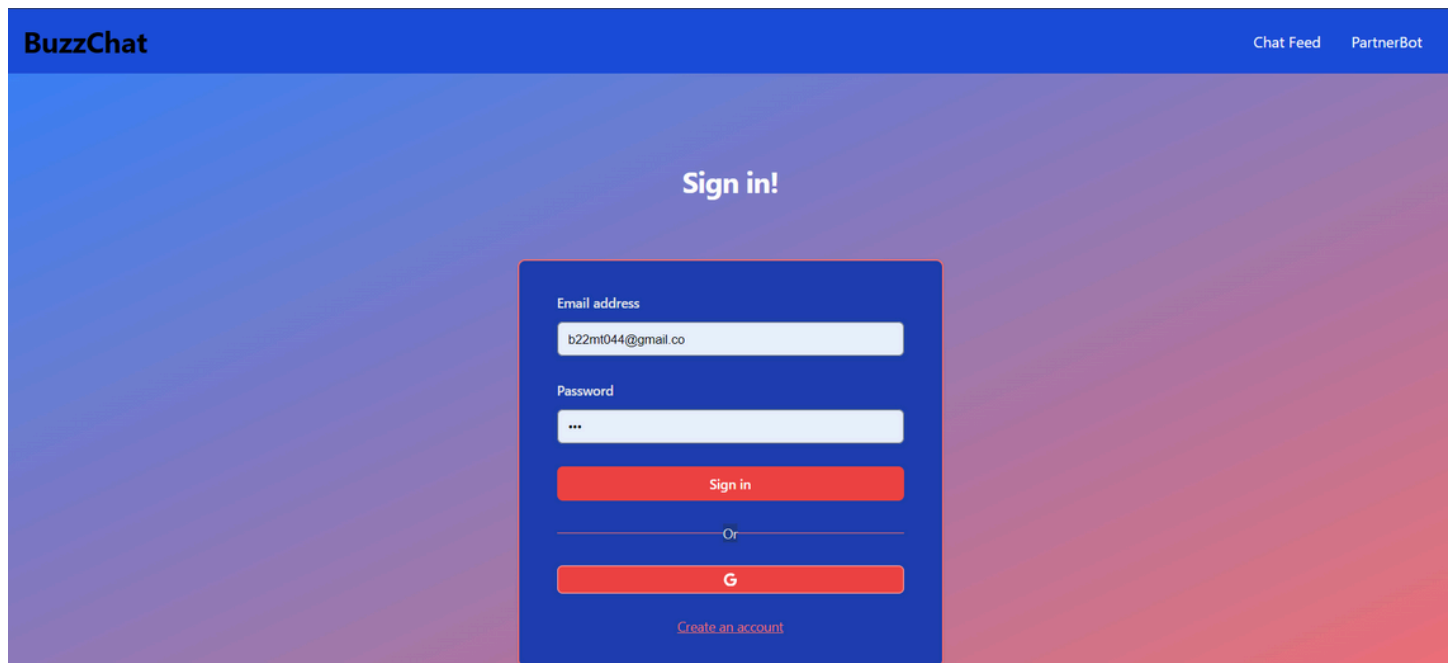 BuzzChat
Chat Feed PartnerBot
Sign in!
Email address
b22mt044@gmail.co
Password
•••
Sign in
Or
G
Create an account